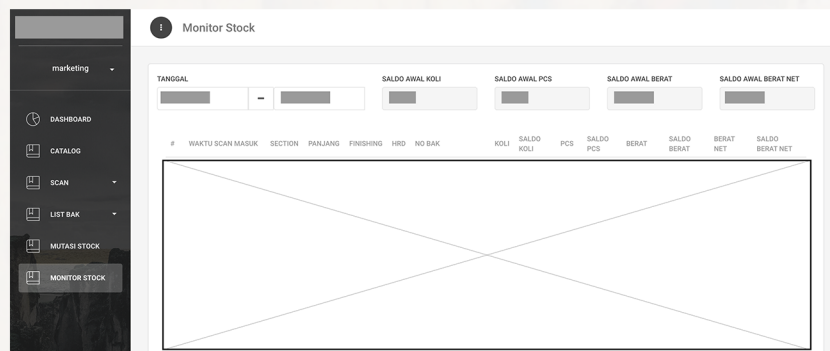 Monitor Stock
marketing
DASHBOARD
CATALOG
SCAN
LIST BAK
MUTASI STOCK
MONITOR STOCK
TANGGAL
SALDO AWAL KOLI
SALDO AWAL PCS
SALDO AWAL BERAT
SALDO AWAL BERAT NET
# WAKTU SCAN MASUK SECTION PANJANG FINISHING HRD NO BAK KOLI SALDO KOLI PCS SALDO PCS BERAT SALDO BERAT BERAT NET SALDO BERAT NET